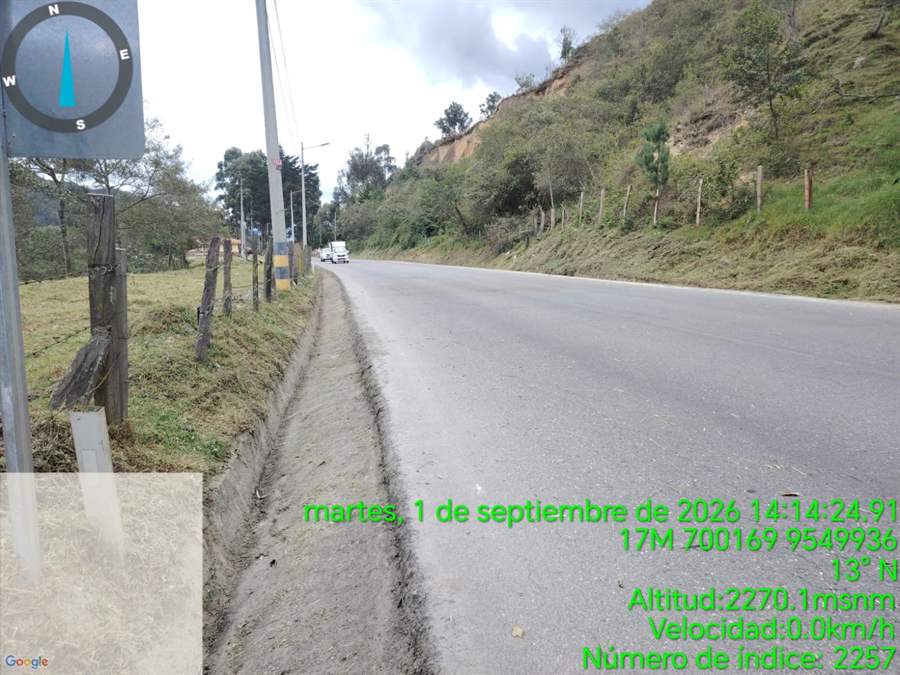 N
E
W
S
martes, 1 de septiembre de 2026 14:14:24.91
17M 700169 9549936
13° N
Altitud:2270.1msnm
Velocidad:0.0km/h
Número de índice: 2257
Google